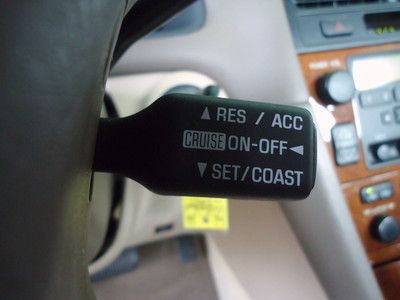 ▲ RES / ACC
CRUISE ON-OFF ◄
▼ SET/COAST